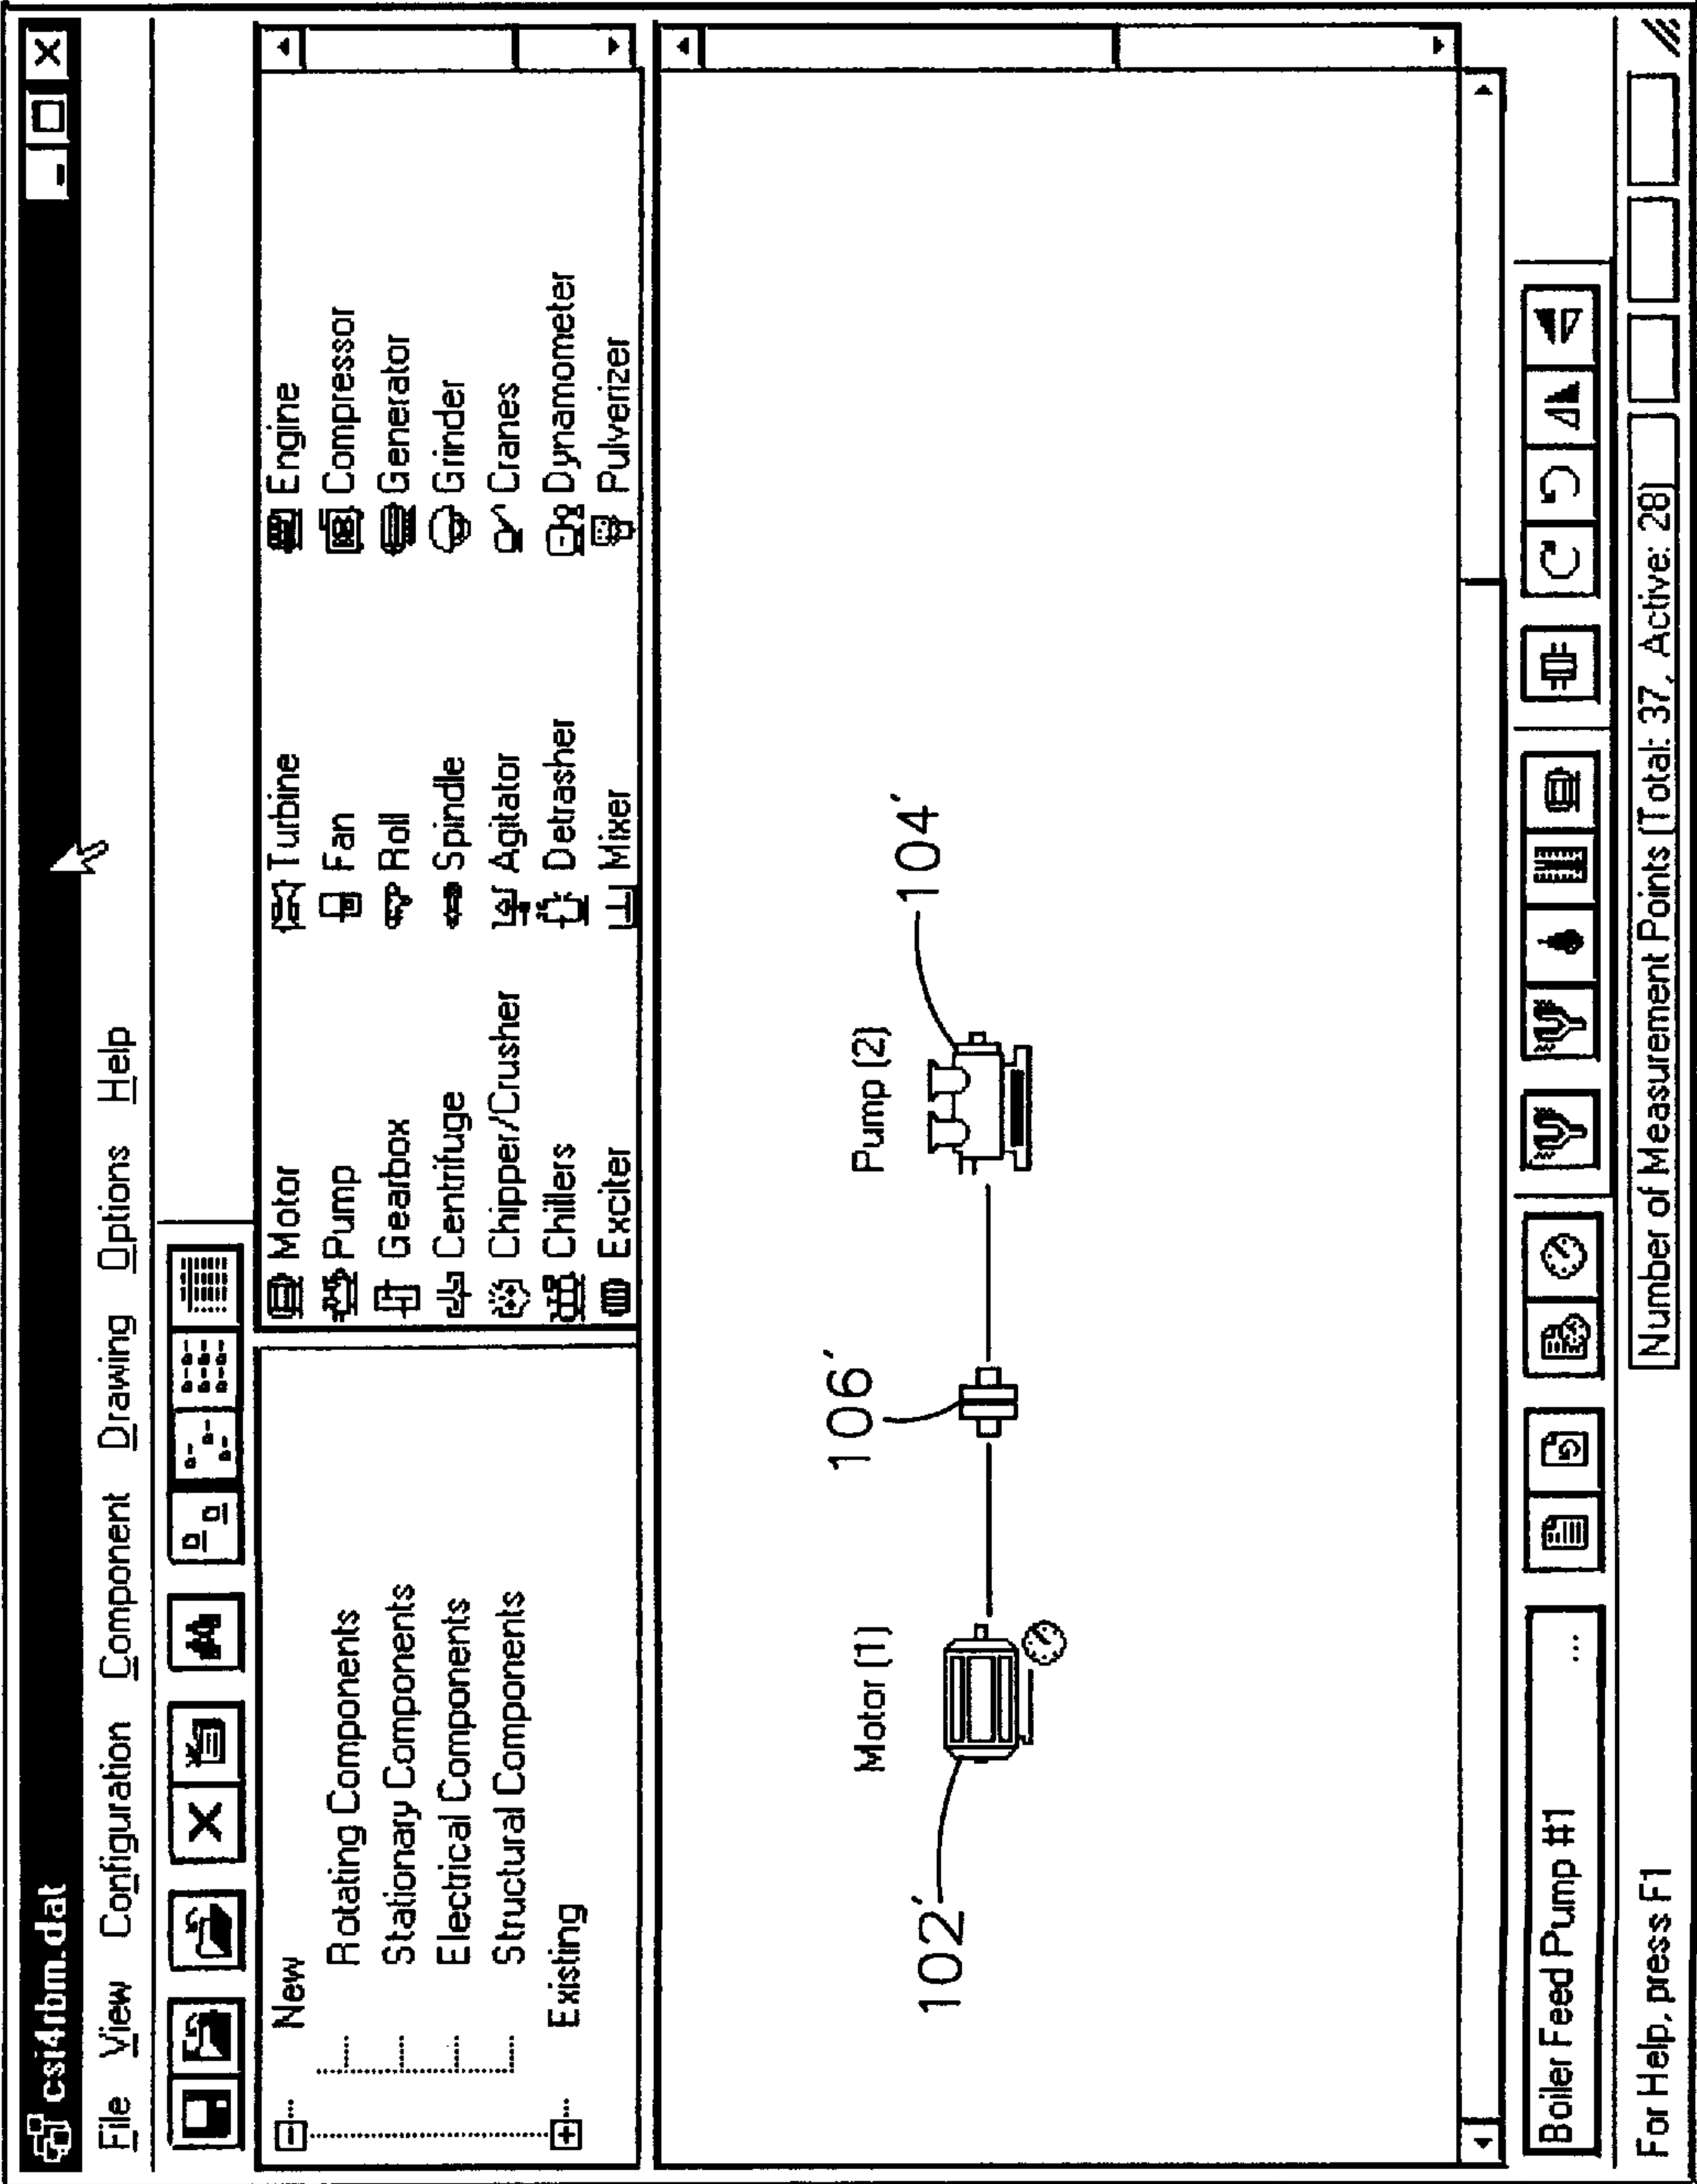 csi4rbm.dat
File View Configuration Component Drawing Options Help
New
Rotating Components
Stationary Components
Electrical Components
Structural Components
Existing
Motor Turbine Engine
Pump Fan Compressor
Gearbox Roll Generator
Centrifuge Spindle Grinder
Chipper/Crusher Agitator Cranes
Chillers Detrasher Dynamometer
Exciter Mixer Pulverizer
106´
104´
Motor (1) Pump (2)
102´
Boiler Feed Pump #1 ...
For Help, press F1 Number of Measurement Points (Total: 37, Active: 28)